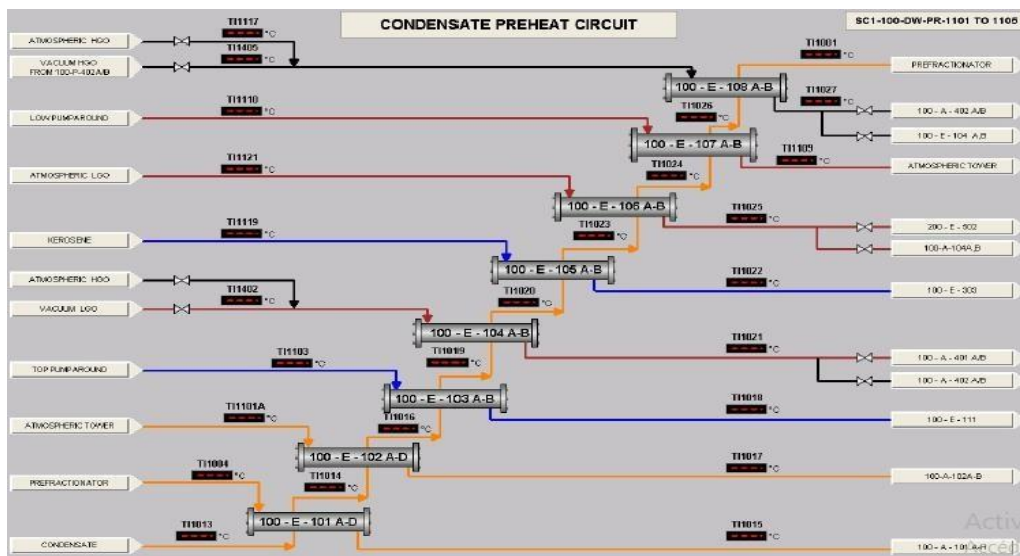 CONDENSATE PREHEAT CIRCUIT
SC1-100-DW-PR-1101 TO 1105
TI1117
°C
ATMOSPHERIC HGO
TI1405
°C
VACUUM HGO
FROM 100-P-402A/B
TI1001
°C
PREFRACTIONATOR
100 - E - 108 A-B
TI1027
°C
100 - A - 402 A/B
TI1110
°C
TI1026
°C
LOW PUMPAROUND
100 - E - 104 A,B
100 - E - 107 A-B
TI1109
°C
ATMOSPHERIC TOWER
TI1121
°C
TI1024
°C
ATMOSPHERIC LGO
100 - E - 106 A-B
TI1025
°C
200 - E - 602
TI1119
°C
TI1023
°C
KEROSENE
100-A-104A,B
100 - E - 105 A-B
TI1022
°C
100 - E - 303
ATMOSPHERIC HGO
TI1402
°C
TI1020
°C
VACUUM LGO
100 - E - 104 A-B
TI1021
°C
100 - A - 401 A/B
TI1103
°C
TI1019
°C
TOP PUMPAROUND
100 - A - 402 A/B
100 - E - 103 A-B
TI1018
°C
100 - E - 111
TI1101A
°C
TI1016
°C
ATMOSPHERIC TOWER
100 - E - 102 A-D
TI1017
°C
100-A-102A-B
TI1004
°C
TI1014
°C
PREFRACTIONATOR
100 - E - 101 A-D
TI1013
°C
CONDENSATE
TI1015
°C
Activ